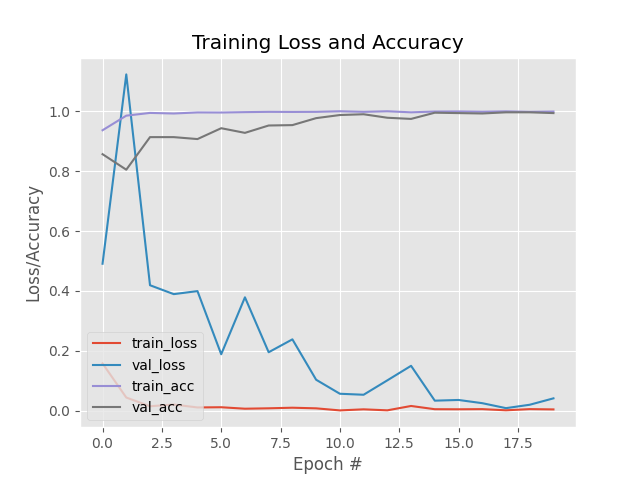 Training Loss and Accuracy
Loss/Accuracy
1.0
0.8
0.6
0.4
0.2
0.0
train_loss
val_loss
train_acc
val_acc
0.0 2.5 5.0 7.5 10.0 12.5 15.0 17.5
Epoch #